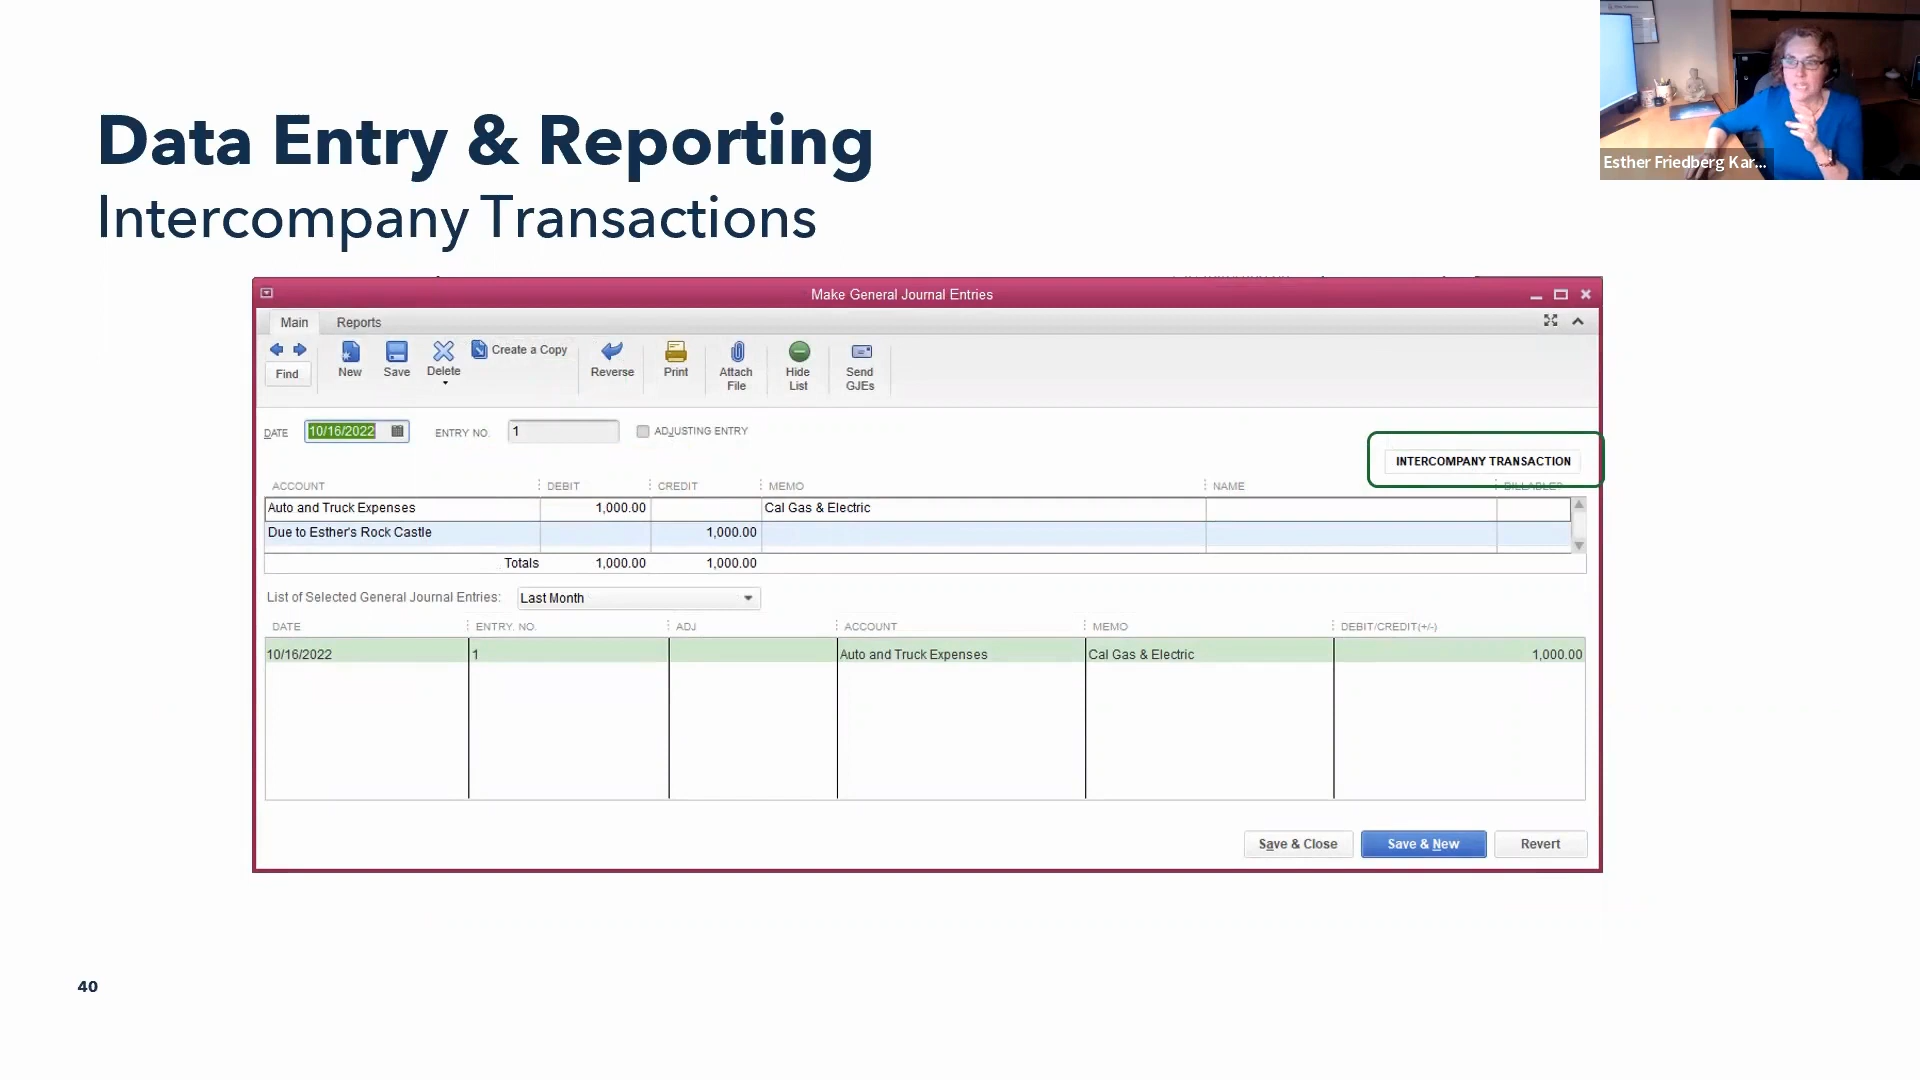 Esther Friedberg Kar...
Data Entry & Reporting
Intercompany Transactions
Make General Journal Entries
Main Reports
Find New Save Delete Create a Copy Reverse Print Attach File Hide List Send GJEs
DATE 10/16/2022 ENTRY NO. 1 ADJUSTING ENTRY
INTERCOMPANY TRANSACTION
ACCOUNT DEBIT CREDIT MEMO NAME BILLABLE?
Auto and Truck Expenses 1,000.00 Cal Gas & Electric
Due to Esther's Rock Castle 1,000.00
Totals 1,000.00 1,000.00
List of Selected General Journal Entries: Last Month
DATE ENTRY. NO. ADJ ACCOUNT MEMO DEBIT/CREDIT(+/-)
10/16/2022 1 Auto and Truck Expenses Cal Gas & Electric 1,000.00
Save & Close Save & New Revert
40